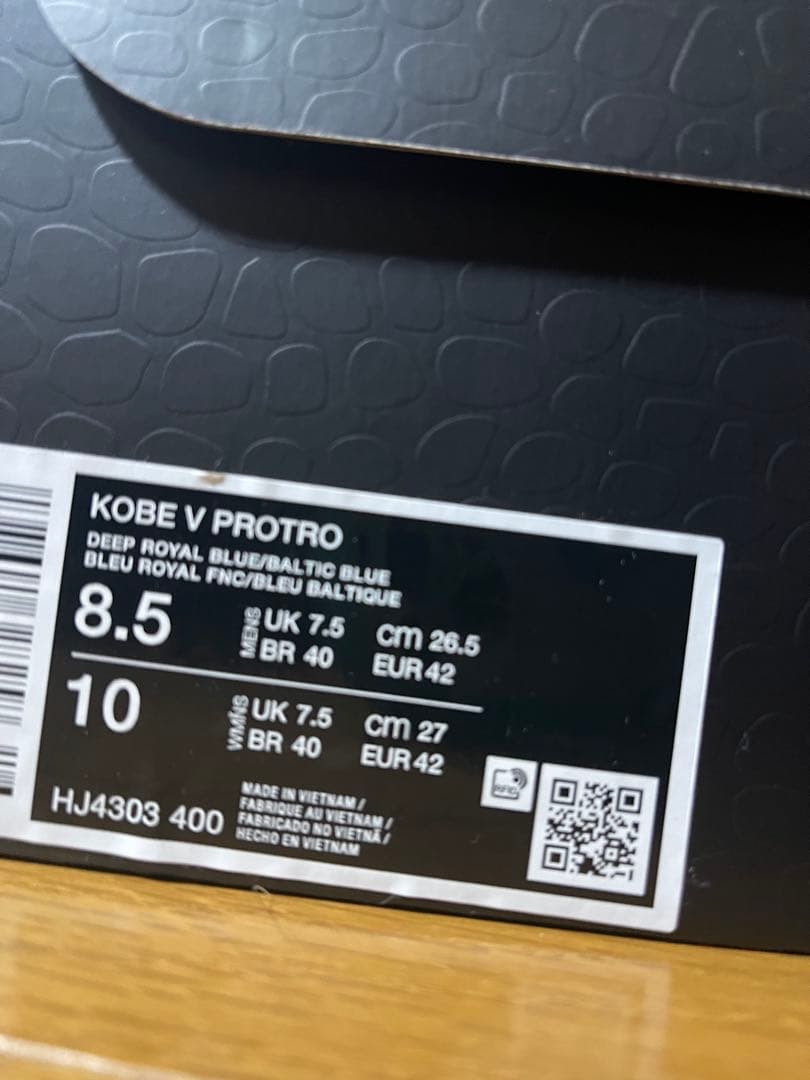 KOBE V PROTRO
DEEP ROYAL BLUE/BALTIC BLUE
BLEU ROYAL FNC/BLEU BALTIQUE
8.5 MENS UK 7.5 cm 26.5
BR 40 EUR 42
10 WMNS UK 7.5 cm 27
BR 40 EUR 42
HJ4303 400
MADE IN VIETNAM /
FABRIQUE AU VIETNAM /
FABRICADO NO VIETNÃ /
HECHO EN VIETNAM
RFID